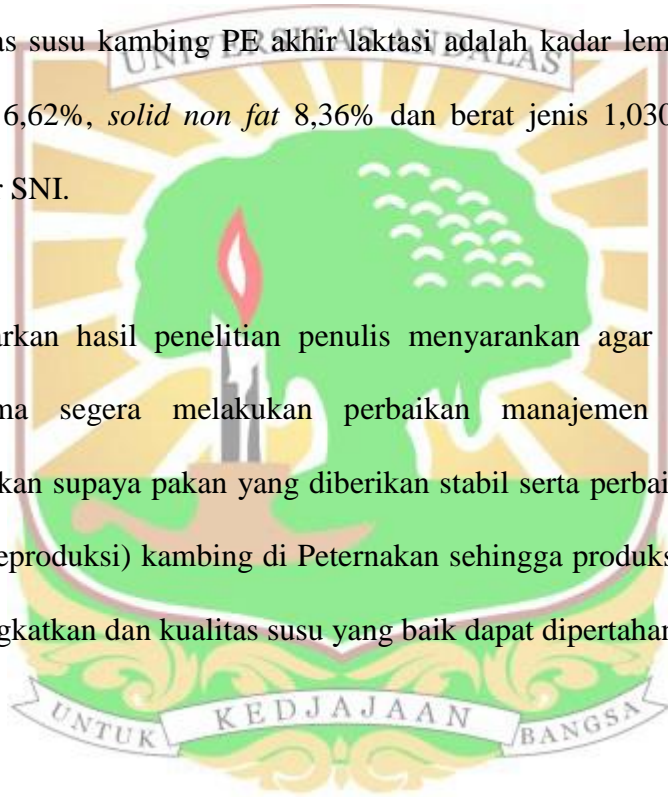 as susu kambing PE akhir laktasi adalah kadar lem
UNIVERSITAS ANDALAS
6,62%, solid non fat 8,36% dan berat jenis 1,030
r SNI.
arkan hasil penelitian penulis menyarankan agar
ma segera melakukan perbaikan manajemen
kan supaya pakan yang diberikan stabil serta perbai
eproduksi) kambing di Peternakan sehingga produks
gkatkan dan kualitas susu yang baik dapat dipertahan
UNTUK KEDJAJAAN BANGSA